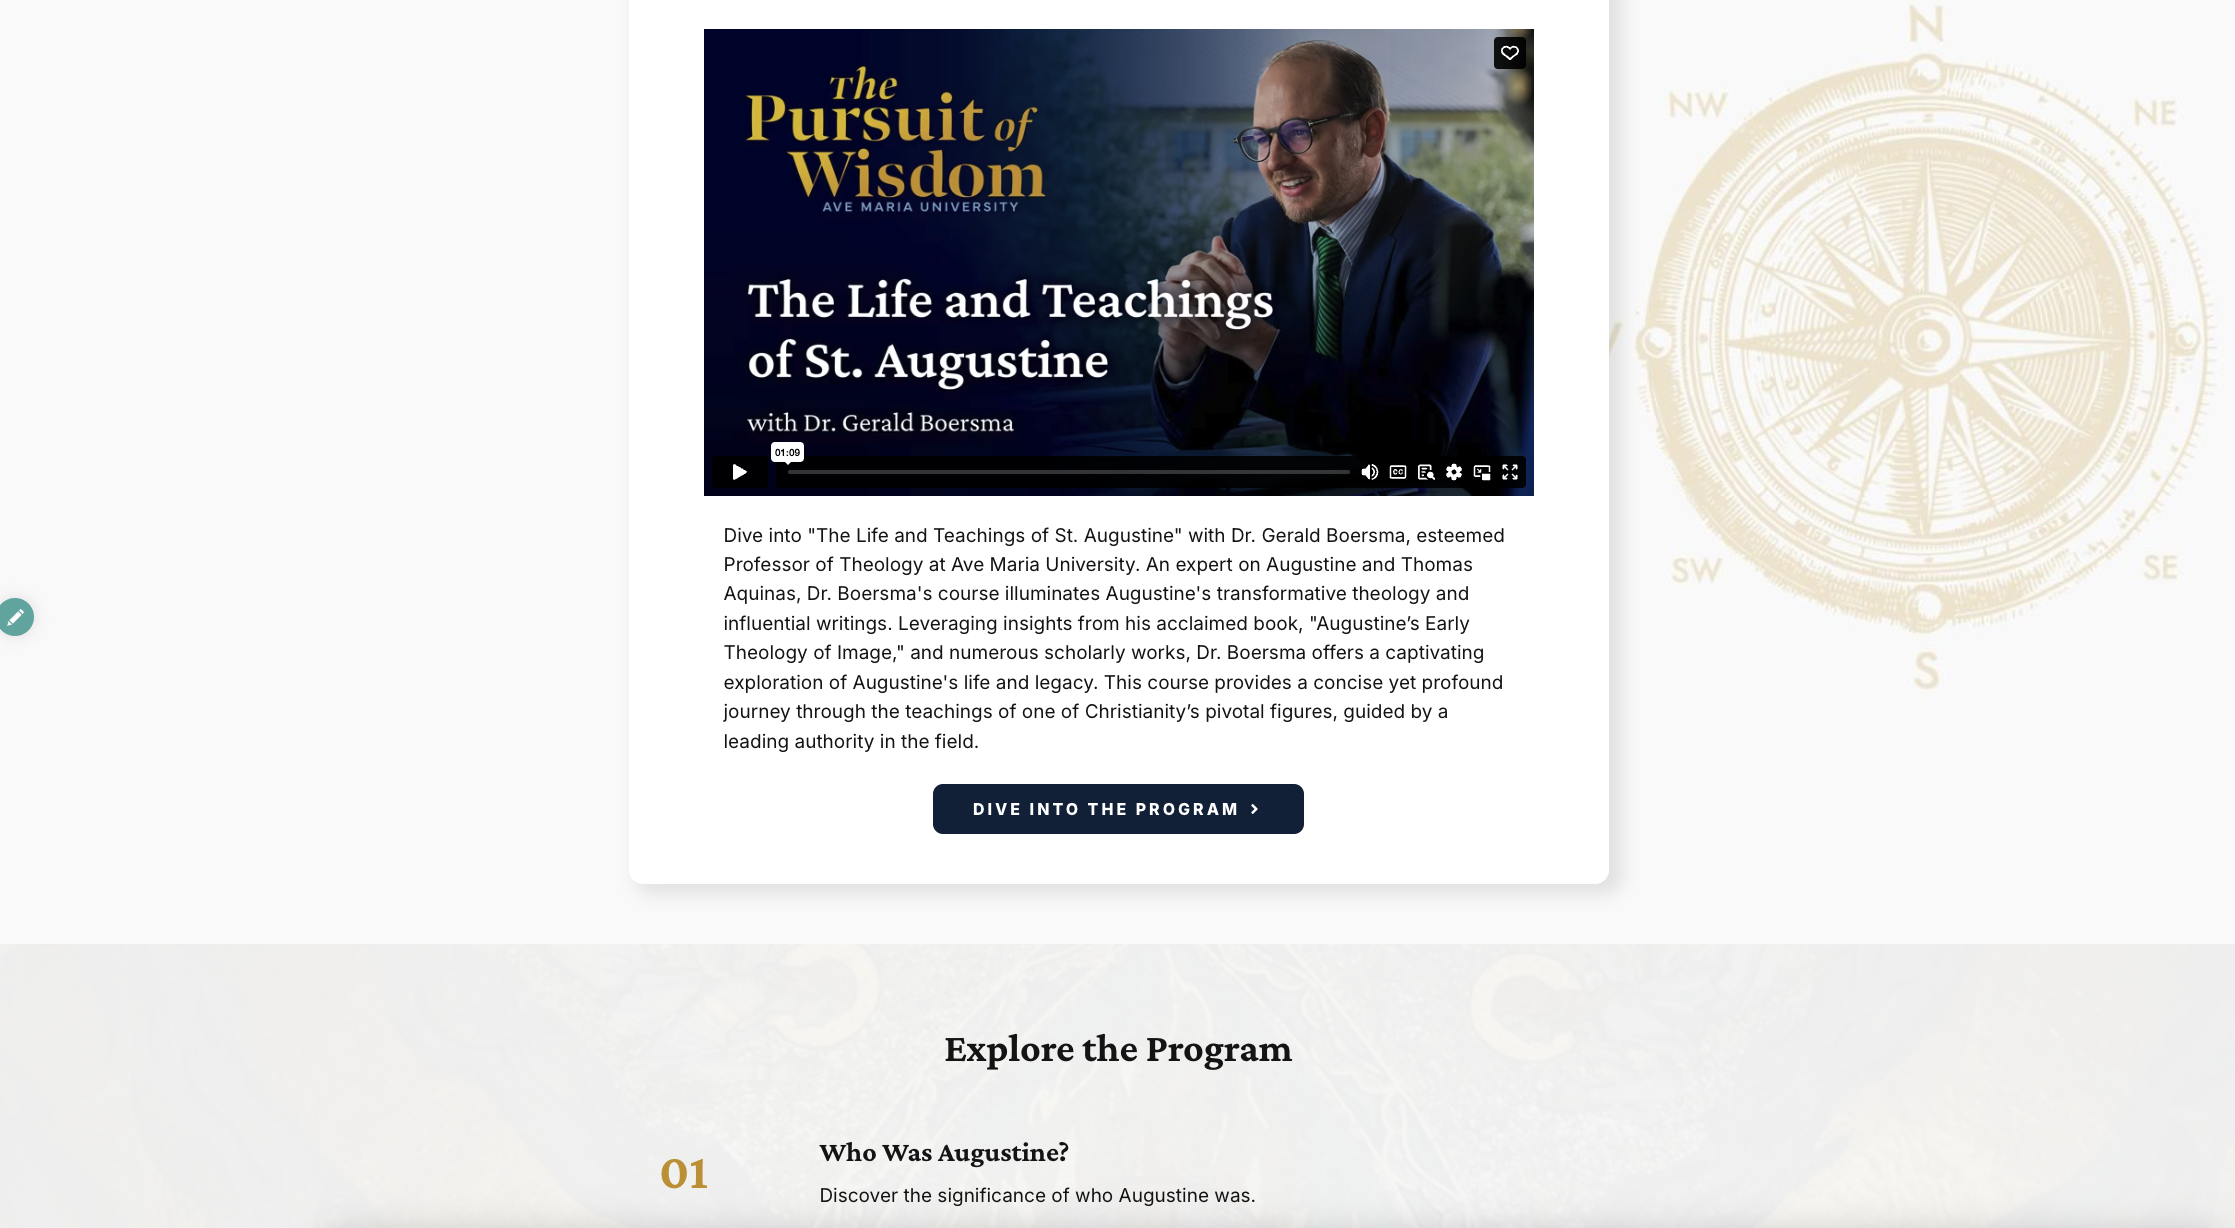 N
NW
NE
The
Pursuit of
Wisdom
AVE MARIA UNIVERSITY
The Life and Teachings
of St. Augustine
with Dr. Gerald Boersma
01:09
CC
SW
SE
S
Dive into "The Life and Teachings of St. Augustine" with Dr. Gerald Boersma, esteemed
Professor of Theology at Ave Maria University. An expert on Augustine and Thomas
Aquinas, Dr. Boersma's course illuminates Augustine's transformative theology and
influential writings. Leveraging insights from his acclaimed book, "Augustine’s Early
Theology of Image," and numerous scholarly works, Dr. Boersma offers a captivating
exploration of Augustine's life and legacy. This course provides a concise yet profound
journey through the teachings of one of Christianity’s pivotal figures, guided by a
leading authority in the field.
DIVE INTO THE PROGRAM
Explore the Program
01
Who Was Augustine?
Discover the significance of who Augustine was.